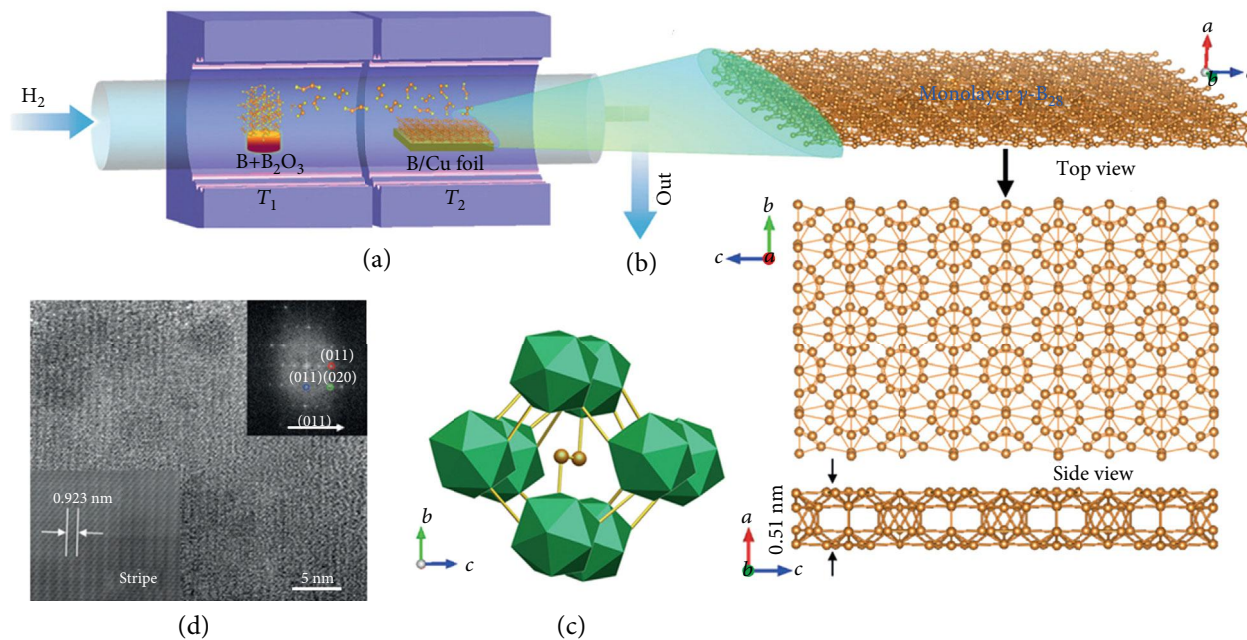 H₂
B+B₂O₃
B/Cu foil
T₁
T₂
Out
(a)
(b)
Monolayer γ-B₂₈
a
b
c
Top view
b
c
a
Side view
0.51 nm
a
b
c
(011)
(011)(020)
(011)
0.923 nm
Stripe
5 nm
(d)
b
c
(c)